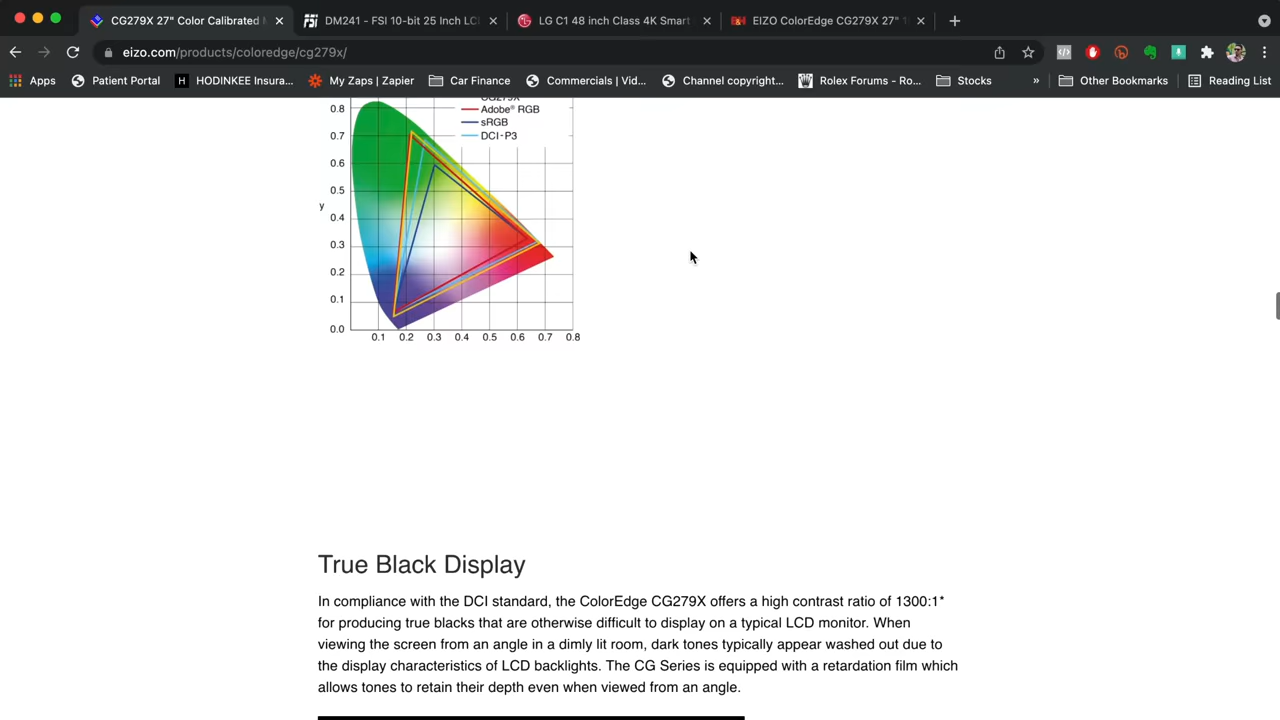 CG279X 27" Color Calibrated
DM241 - FSI 10-bit 25 Inch LC
LG C1 48 inch Class 4K Smart
EIZO ColorEdge CG279X 27"
eizo.com/products/coloredge/cg279x/
Apps
Patient Portal
HODINKEE Insura...
My Zaps | Zapier
Car Finance
Commercials | Vid...
Channel copyright...
Rolex Forums - Ro...
Stocks
»
Other Bookmarks
Reading List
CG279X
0.8
Adobe® RGB
sRGB
0.7
DCI-P3
0.6
0.5
y
0.4
0.3
0.2
0.1
0.0
0.1 0.2 0.3 0.4 0.5 0.6 0.7 0.8
True Black Display
In compliance with the DCI standard, the ColorEdge CG279X offers a high contrast ratio of 1300:1*
for producing true blacks that are otherwise difficult to display on a typical LCD monitor. When
viewing the screen from an angle in a dimly lit room, dark tones typically appear washed out due to
the display characteristics of LCD backlights. The CG Series is equipped with a retardation film which
allows tones to retain their depth even when viewed from an angle.